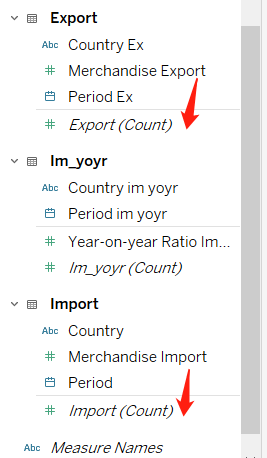 Export
Abc Country Ex
# Merchandise Export
Period Ex
# Export (Count)
Im_yoyr
Abc Country im yoyr
Period im yoyr
# Year-on-year Ratio Im...
# Im_yoyr (Count)
Import
Abc Country
# Merchandise Import
Period
# Import (Count)
Abc Measure Names